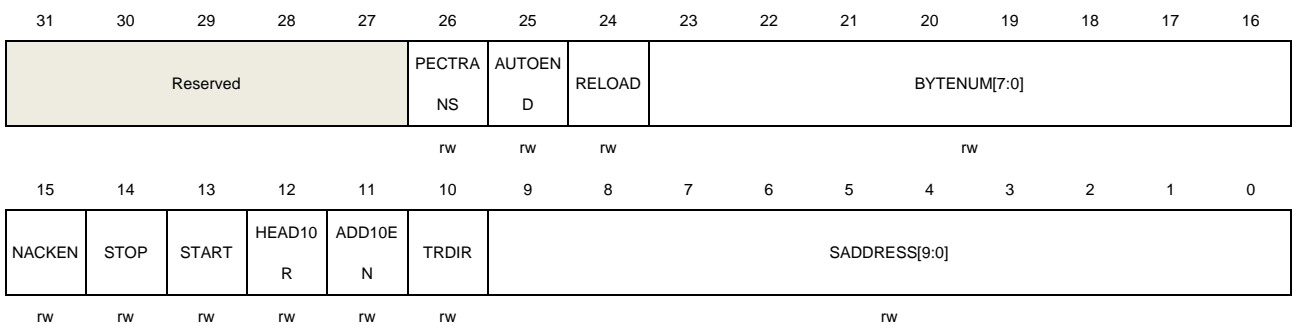 31 30 29 28 27 26 25 24 23 22 21 20 19 18 17 16
Reserved PECTRA NS AUTOEN D RELOAD BYTENUM[7:0]
rw rw rw rw
15 14 13 12 11 10 9 8 7 6 5 4 3 2 1 0
NACKEN STOP START HEAD10 R ADD10E N TRDIR SADDRESS[9:0]
rw rw rw rw rw rw rw